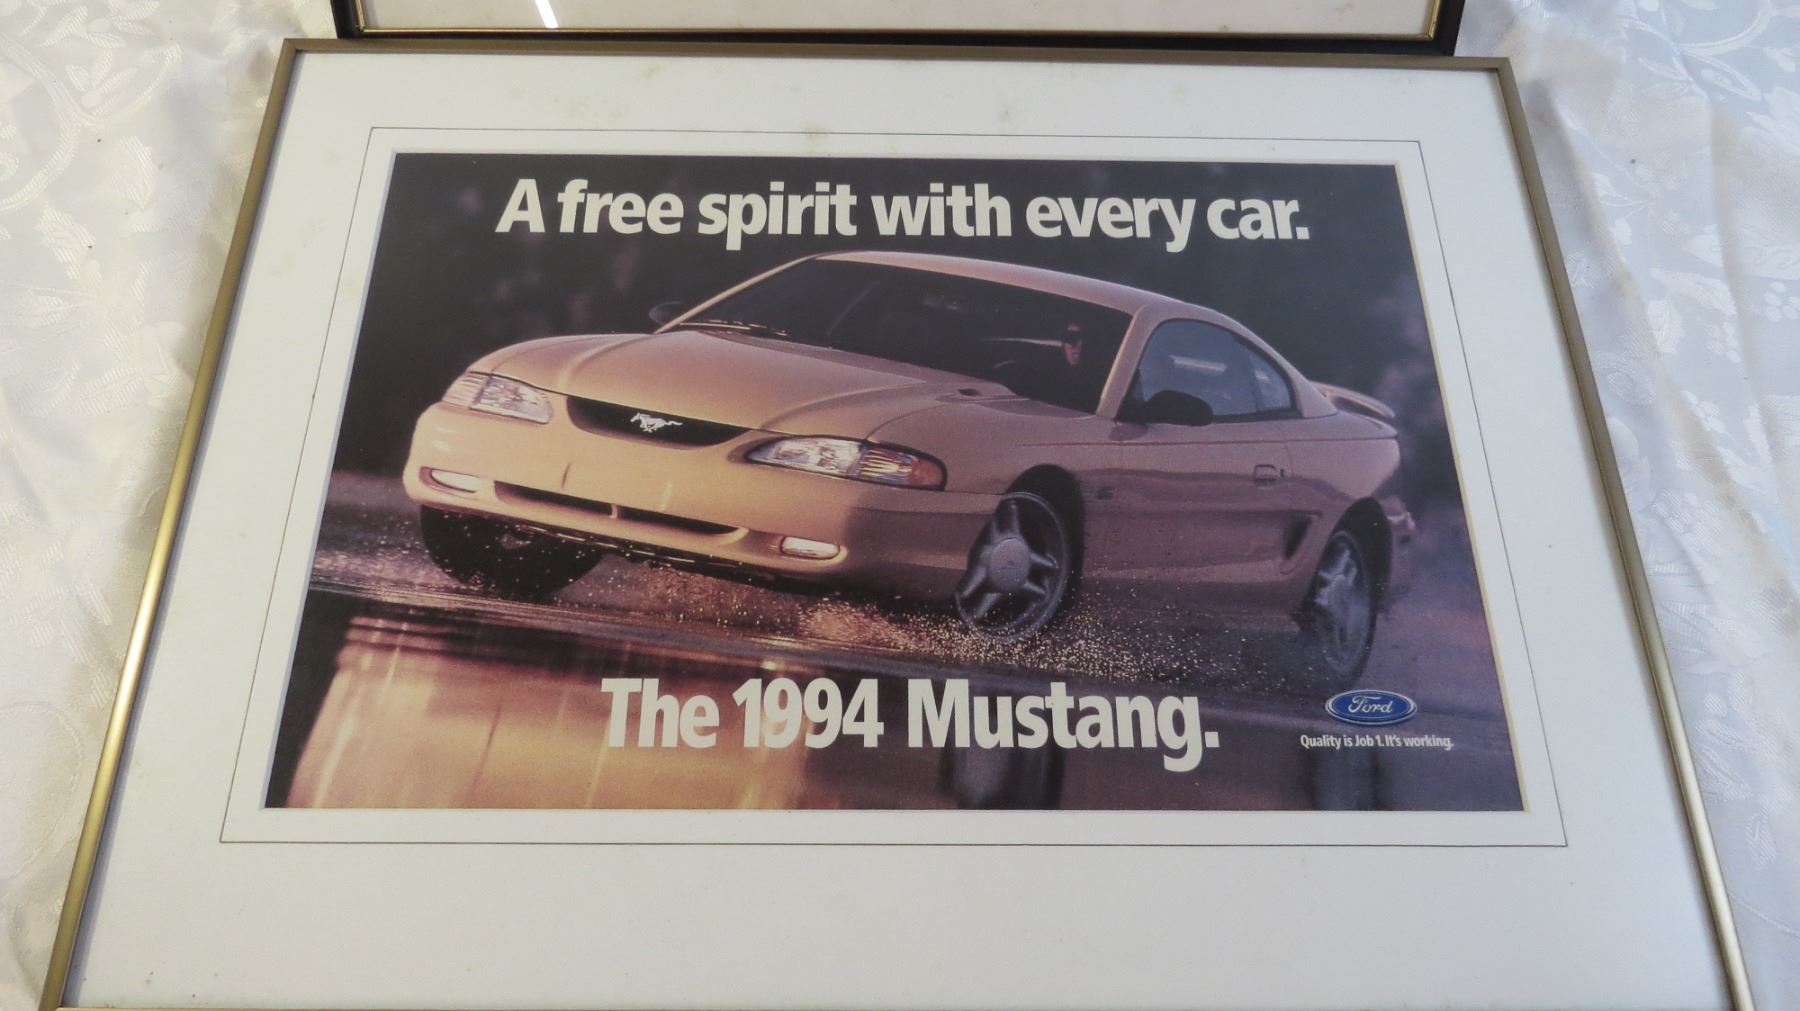 A free spirit with every car.
The 1994 Mustang.
Ford
Quality is Job 1. It's working.